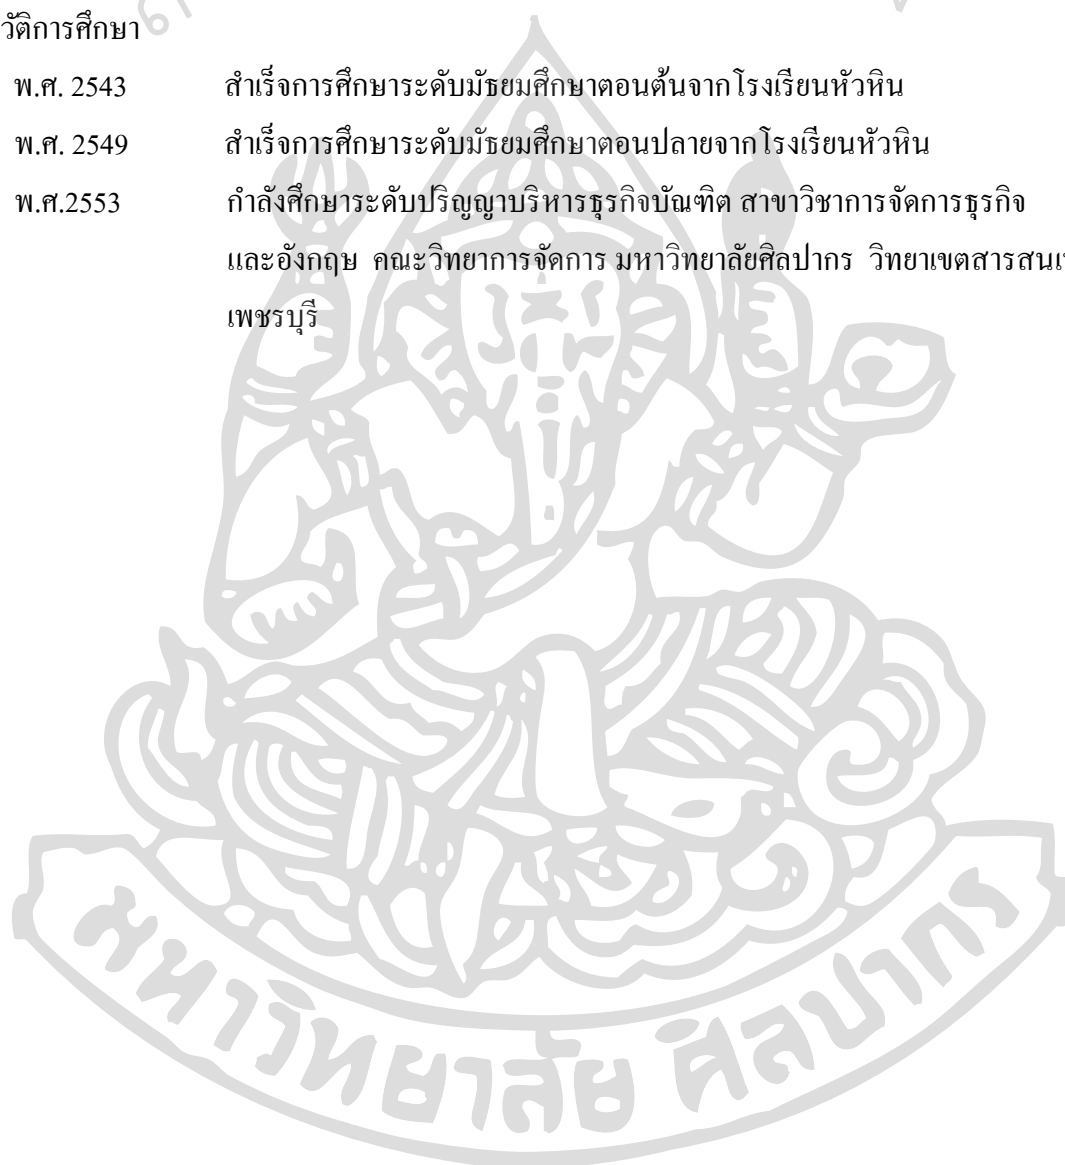 วัติการศึกษา
พ.ศ. 2543 สำเร็จการศึกษาระดับมัธยมศึกษาตอนต้นจากโรงเรียนหัวหิน
พ.ศ. 2549 สำเร็จการศึกษาระดับมัธยมศึกษาตอนปลายจากโรงเรียนหัวหิน
พ.ศ.2553 กำลังศึกษาระดับปริญญาบริหารธุรกิจบัณฑิต สาขาวิชาการจัดการธุรกิจ
และอังกฤษ คณะวิทยาการจัดการ มหาวิทยาลัยศิลปากร วิทยาเขตสารสนเ
เพชรบุรี
มหาวิทยาลัย ศิลปากร